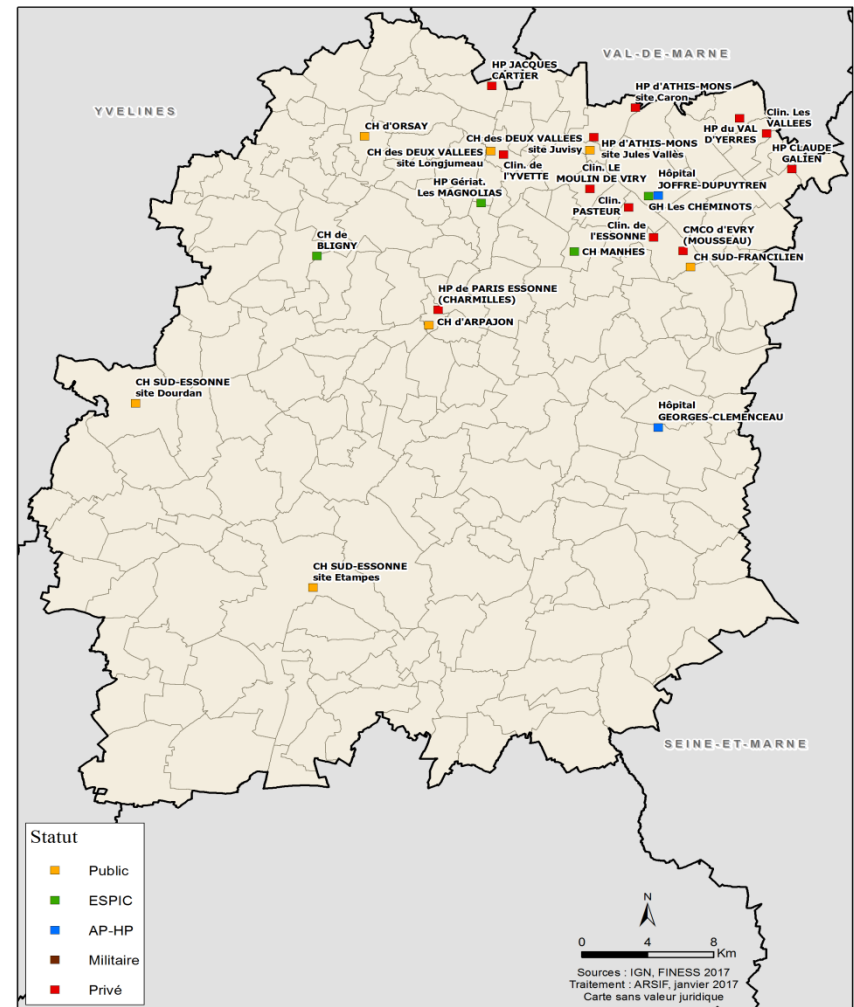 VAL-DE-MARNE
YVELINES
HP JACQUES
CARTIER
HP d'ATHIS-MONS
site Caron
Clin. Les
VALLEES
HP du VAL
D'YERRES
HP CLAUDE
GALIEN
CH d'ORSAY
CH des DEUX VALLEES
site Longjumeau
CH des DEUX VALLEES
site Juvisy
HP d'ATHIS-MONS
site Jules Vallès
Clin. de
l'YVETTE
Clin. LE
MOULIN DE VIRY
Hôpital
JOFFRE-DUPUYTREN
HP Gériat.
Les MAGNOLIAS
Clin.
PASTEUR
GH Les CHEMINOTS
CH de
BLIGNY
Clin. de
l'ESSONNE
CMCO d'EVRY
(MOUSSEAU)
CH MANHES
CH SUD-FRANCILIEN
HP de PARIS ESSONNE
(CHARMILLES)
CH d'ARPAJON
CH SUD-ESSONNE
site Dourdan
Hôpital
GEORGES-CLEMENCEAU
CH SUD-ESSONNE
site Etampes
SEINE-ET-MARNE
Statut
Public
ESPIC
AP-HP
Militaire
Privé
N
0 4 8
Km
Sources : IGN, FINESS 2017
Traitement : ARSIF, janvier 2017
Carte sans valeur juridique